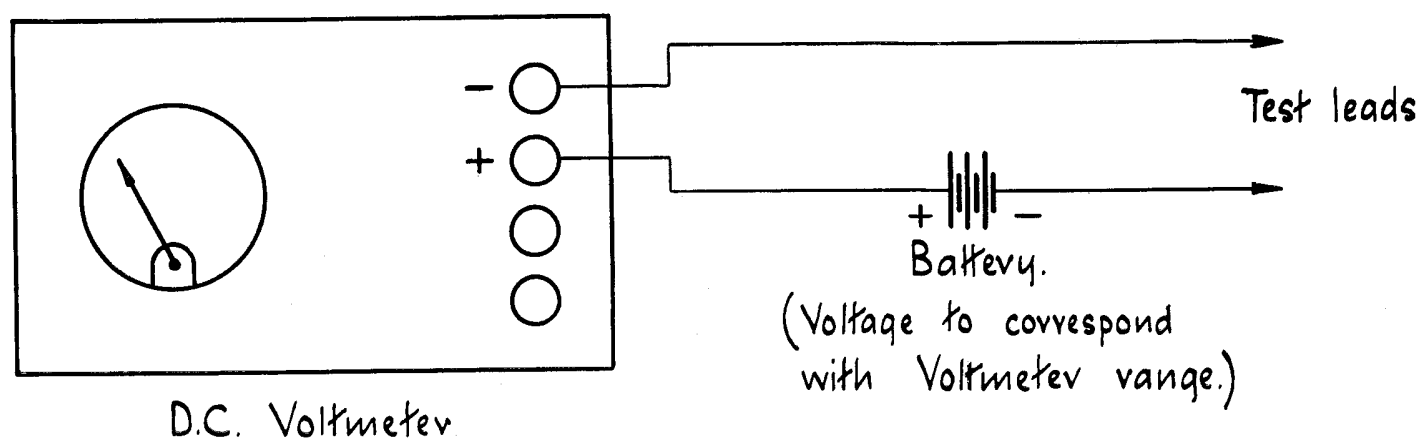 -
+
Test leads
+ -
Battery.
(Voltage to correspond
with Voltmeter range.)
D.C. Voltmeter